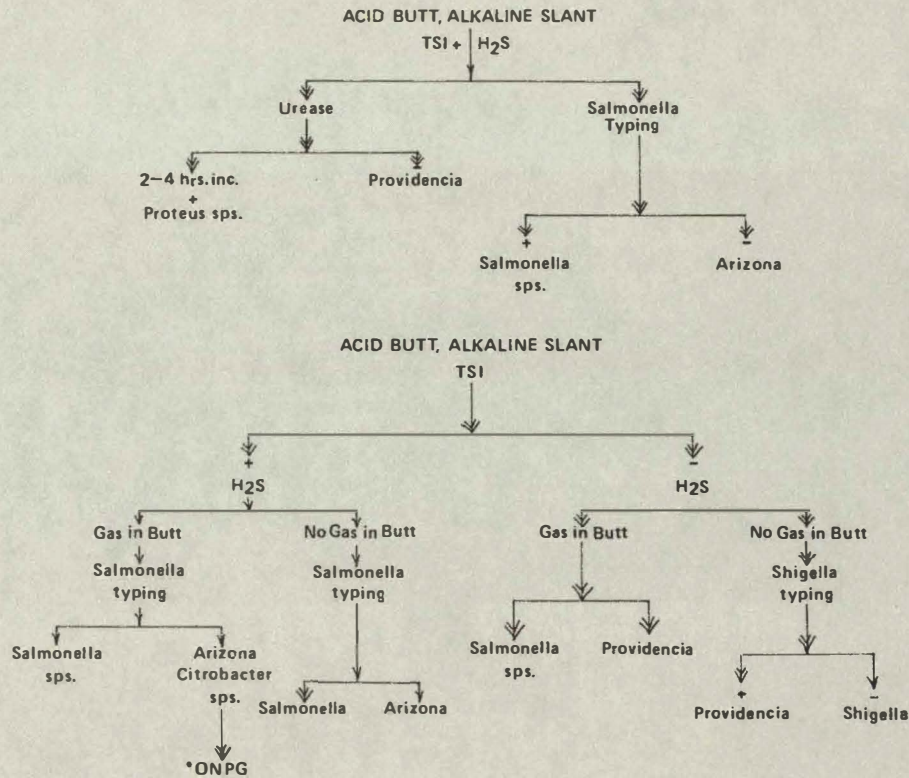 ACID BUTT, ALKALINE SLANT
TSI + H2S
Urease
Salmonella
Typing
2-4 hrs. inc.
+
Proteus sps.
-
Providencia
+
Salmonella
sps.
-
Arizona
ACID BUTT, ALKALINE SLANT
TSI
+
H2S
-
H2S
Gas in Butt
No Gas in Butt
Gas in Butt
No Gas in Butt
Salmonella
typing
Salmonella
typing
Shigella
typing
Salmonella
sps.
Arizona
Citrobacter
sps.
Salmonella
Arizona
Salmonella
sps.
Providencia
+
Providencia
-
Shigella
*ONPG